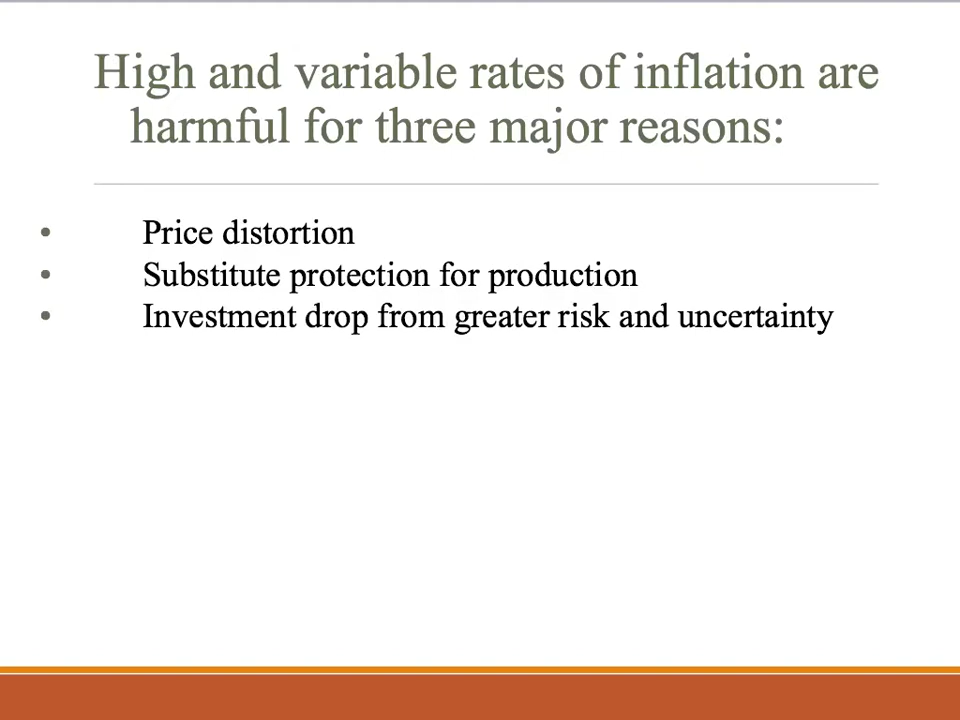 High and variable rates of inflation are
harmful for three major reasons:
• Price distortion
• Substitute protection for production
• Investment drop from greater risk and uncertainty